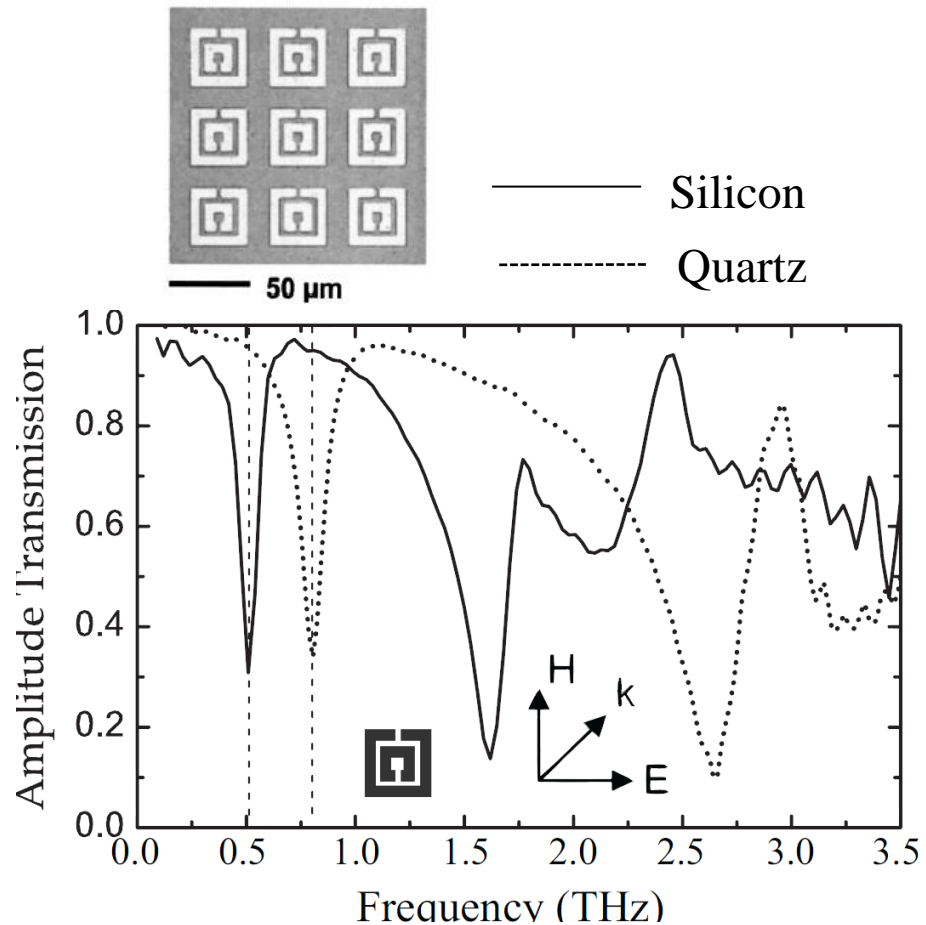 50 µm
Silicon
Quartz
Amplitude Transmission
1.0
0.8
0.6
0.4
0.2
0.0
H
k
E
0.0 0.5 1.0 1.5 2.0 2.5 3.0 3.5
Frequency (THz)